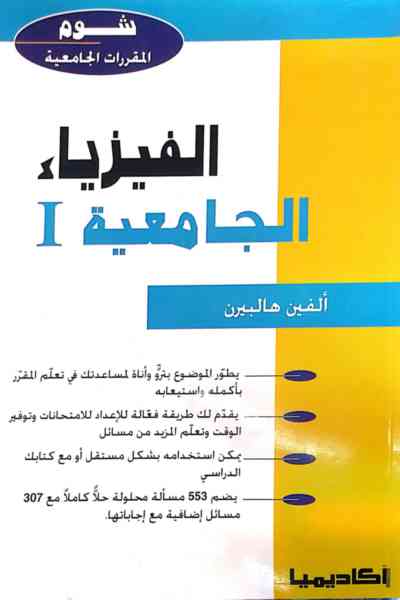 شوم
المقررات الجامعية
الفيزياء
الجامعية I
ألفين هالبيرن
يطوّر الموضوع بتروٍّ وأناة لمساعدتك في تعلّم المقرّر
بأكمله واستيعابه
يقدّم لك طريقة فعّالة للإعداد للامتحانات وتوفير
الوقت وتعلّم المزيد من مسائل
يمكن استخدامه بشكل مستقل أو مع كتابك
الدراسي
يضم 553 مسألة محلولة حلاًّ كاملاً مع 307
مسائل إضافية مع إجاباتها.
أكاديميا